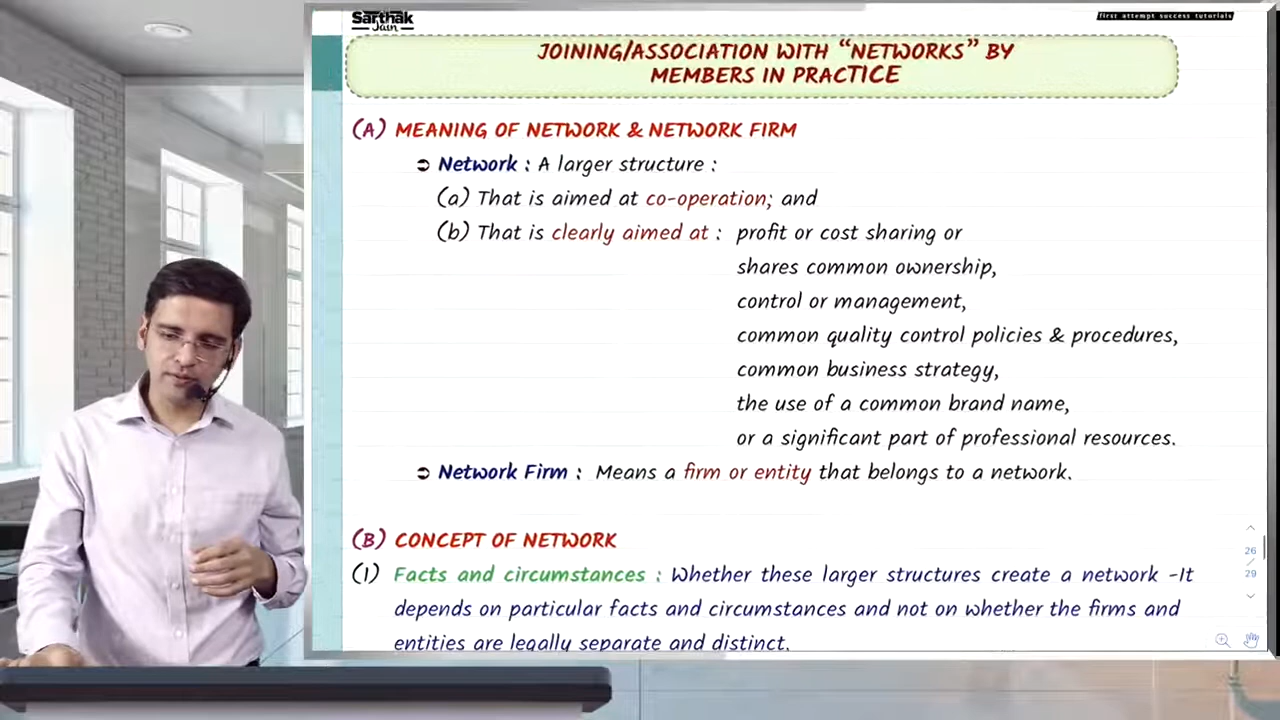 Sarthak
Jain
first attempt success tutorials
JOINING/ASSOCIATION WITH “NETWORKS” BY
MEMBERS IN PRACTICE
(A) MEANING OF NETWORK & NETWORK FIRM
➲ Network : A larger structure :
(a) That is aimed at co-operation; and
(b) That is clearly aimed at : profit or cost sharing or
shares common ownership,
control or management,
common quality control policies & procedures,
common business strategy,
the use of a common brand name,
or a significant part of professional resources.
➲ Network Firm : Means a firm or entity that belongs to a network.
(B) CONCEPT OF NETWORK
(1) Facts and circumstances : Whether these larger structures create a network -It
depends on particular facts and circumstances and not on whether the firms and
entities are legally separate and distinct.
26
/
29